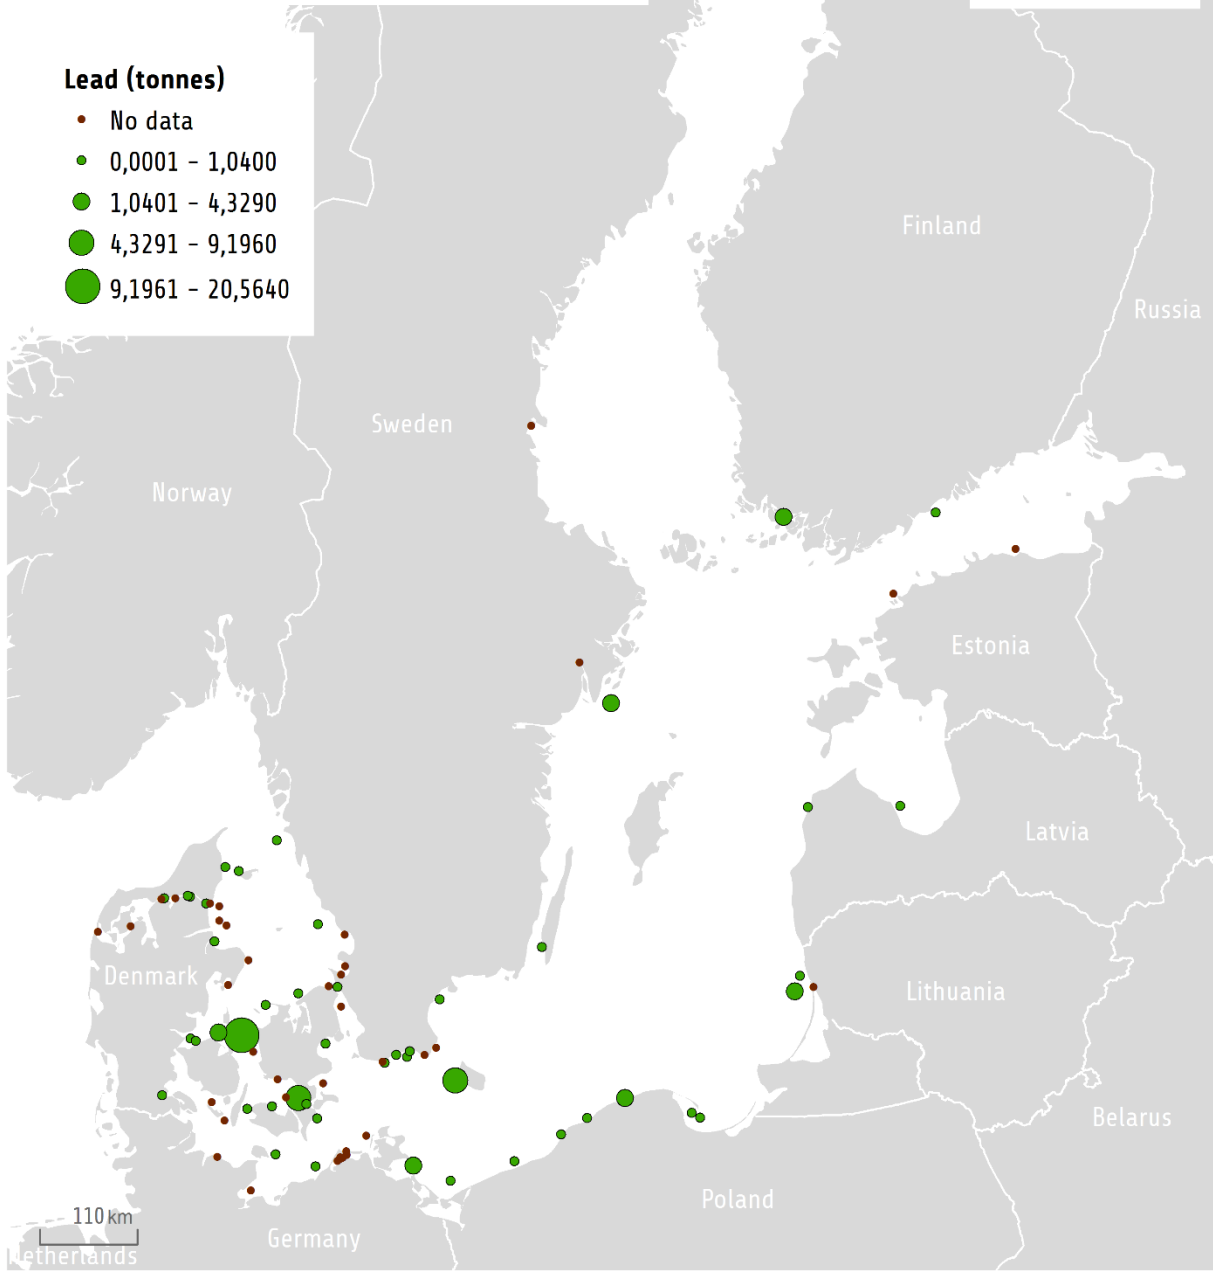 Lead (tonnes)
No data
0,0001 - 1,0400
1,0401 - 4,3290
4,3291 - 9,1960
9,1961 - 20,5640
Finland
Russia
Sweden
Norway
Estonia
Latvia
Denmark
Lithuania
Belarus
Poland
110 km
Germany
Netherlands